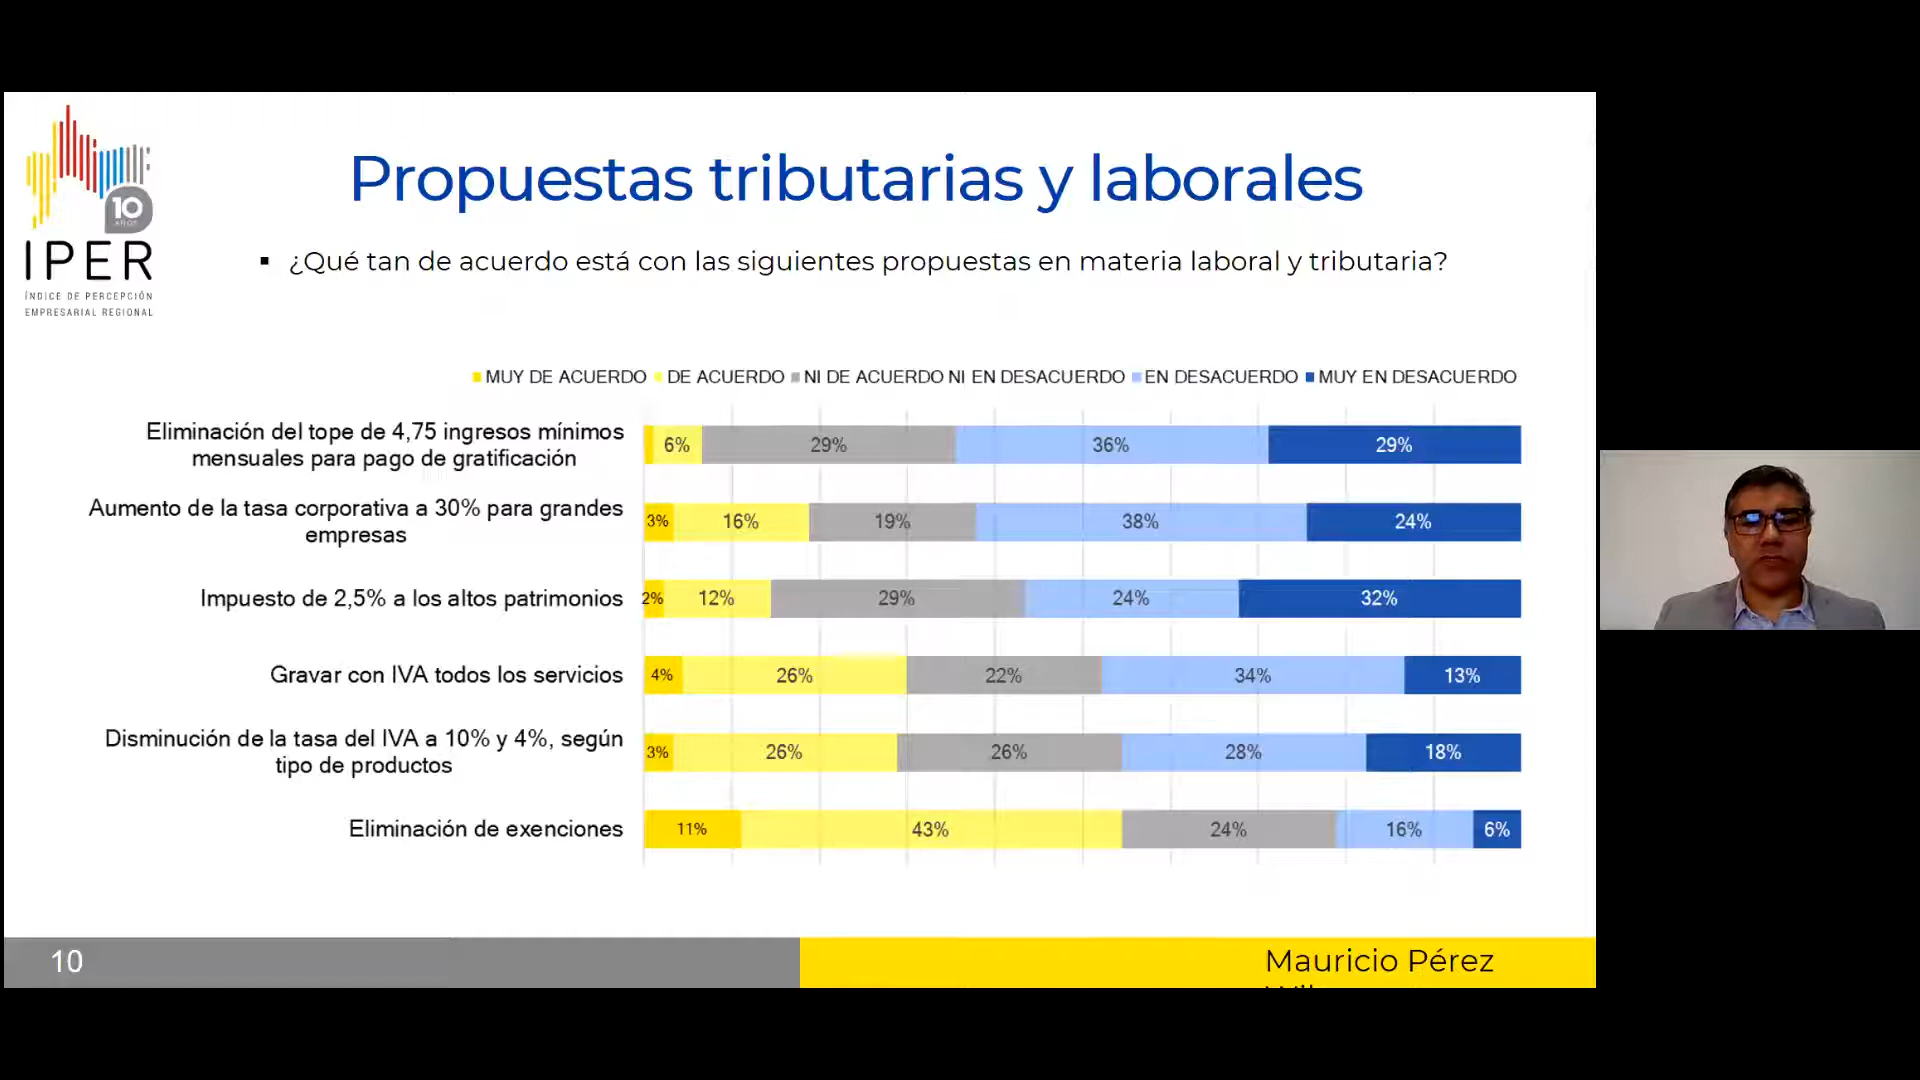 10
AÑOS
IPER
ÍNDICE DE PERCEPCIÓN
EMPRESARIAL REGIONAL
Propuestas tributarias y laborales
▪ ¿Qué tan de acuerdo está con las siguientes propuestas en materia laboral y tributaria?
MUY DE ACUERDO DE ACUERDO NI DE ACUERDO NI EN DESACUERDO EN DESACUERDO MUY EN DESACUERDO
Eliminación del tope de 4,75 ingresos mínimos
mensuales para pago de gratificación
6% 29% 36% 29%
Aumento de la tasa corporativa a 30% para grandes
empresas
3% 16% 19% 38% 24%
Impuesto de 2,5% a los altos patrimonios
2% 12% 29% 24% 32%
Gravar con IVA todos los servicios
4% 26% 22% 34% 13%
Disminución de la tasa del IVA a 10% y 4%, según
tipo de productos
3% 26% 26% 28% 18%
Eliminación de exenciones
11% 43% 24% 16% 6%
10
Mauricio Pérez